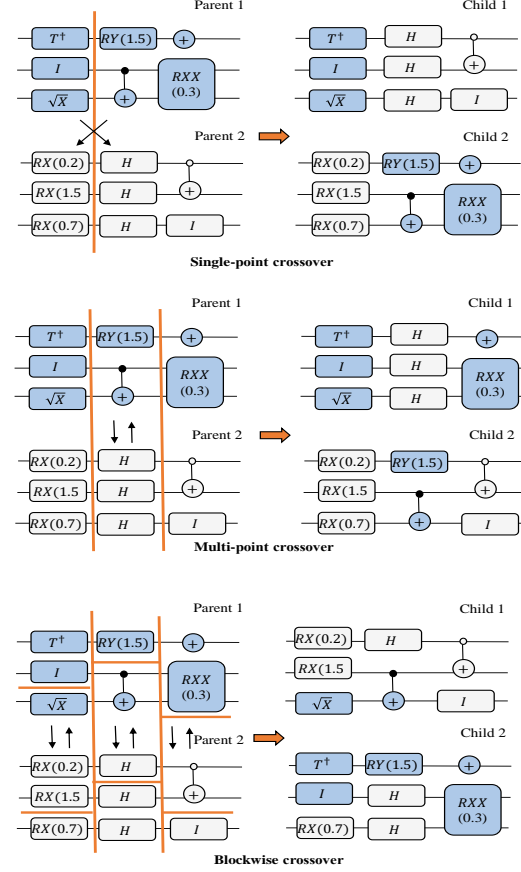 Parent 1
T† RY(1.5) +
I
√X + RXX
(0.3)
Parent 2
RX(0.2) H
RX(1.5 H +
RX(0.7) H I
Child 1
T† H
I H +
√X H I
Child 2
RX(0.2) RY(1.5) +
RX(1.5
RX(0.7) + RXX
(0.3)
Single-point crossover
Parent 1
T† RY(1.5) +
I
√X + RXX
(0.3)
Parent 2
RX(0.2) H
RX(1.5 H +
RX(0.7) H I
Child 1
T† H +
I H
√X H RXX
(0.3)
Child 2
RX(0.2) RY(1.5)
RX(1.5 +
RX(0.7) + I
Multi-point crossover
Parent 1
T† RY(1.5) +
I
√X + RXX
(0.3)
Parent 2
RX(0.2) H
RX(1.5 H +
RX(0.7) H I
Child 1
RX(0.2) H
RX(1.5 +
√X + I
Child 2
T† RY(1.5) +
I H
RX(0.7) H RXX
(0.3)
Blockwise crossover